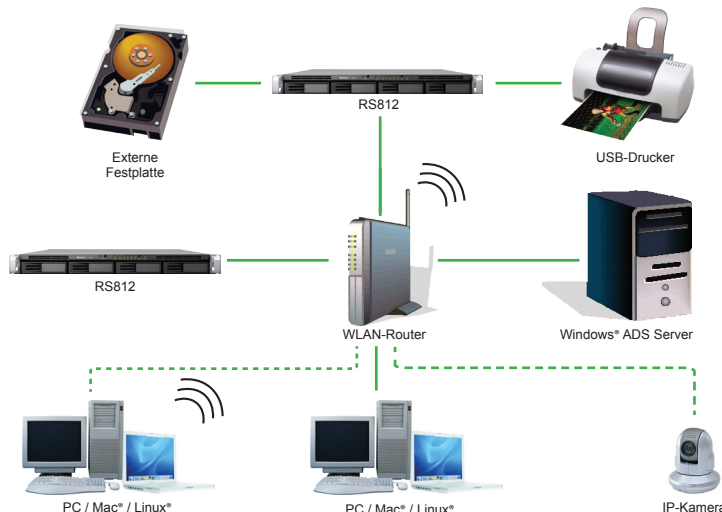 RS812
Externe
Festplatte
USB-Drucker
RS812
WLAN-Router
Windows® ADS Server
PC / Mac® / Linux®
PC / Mac® / Linux®
IP-Kamera